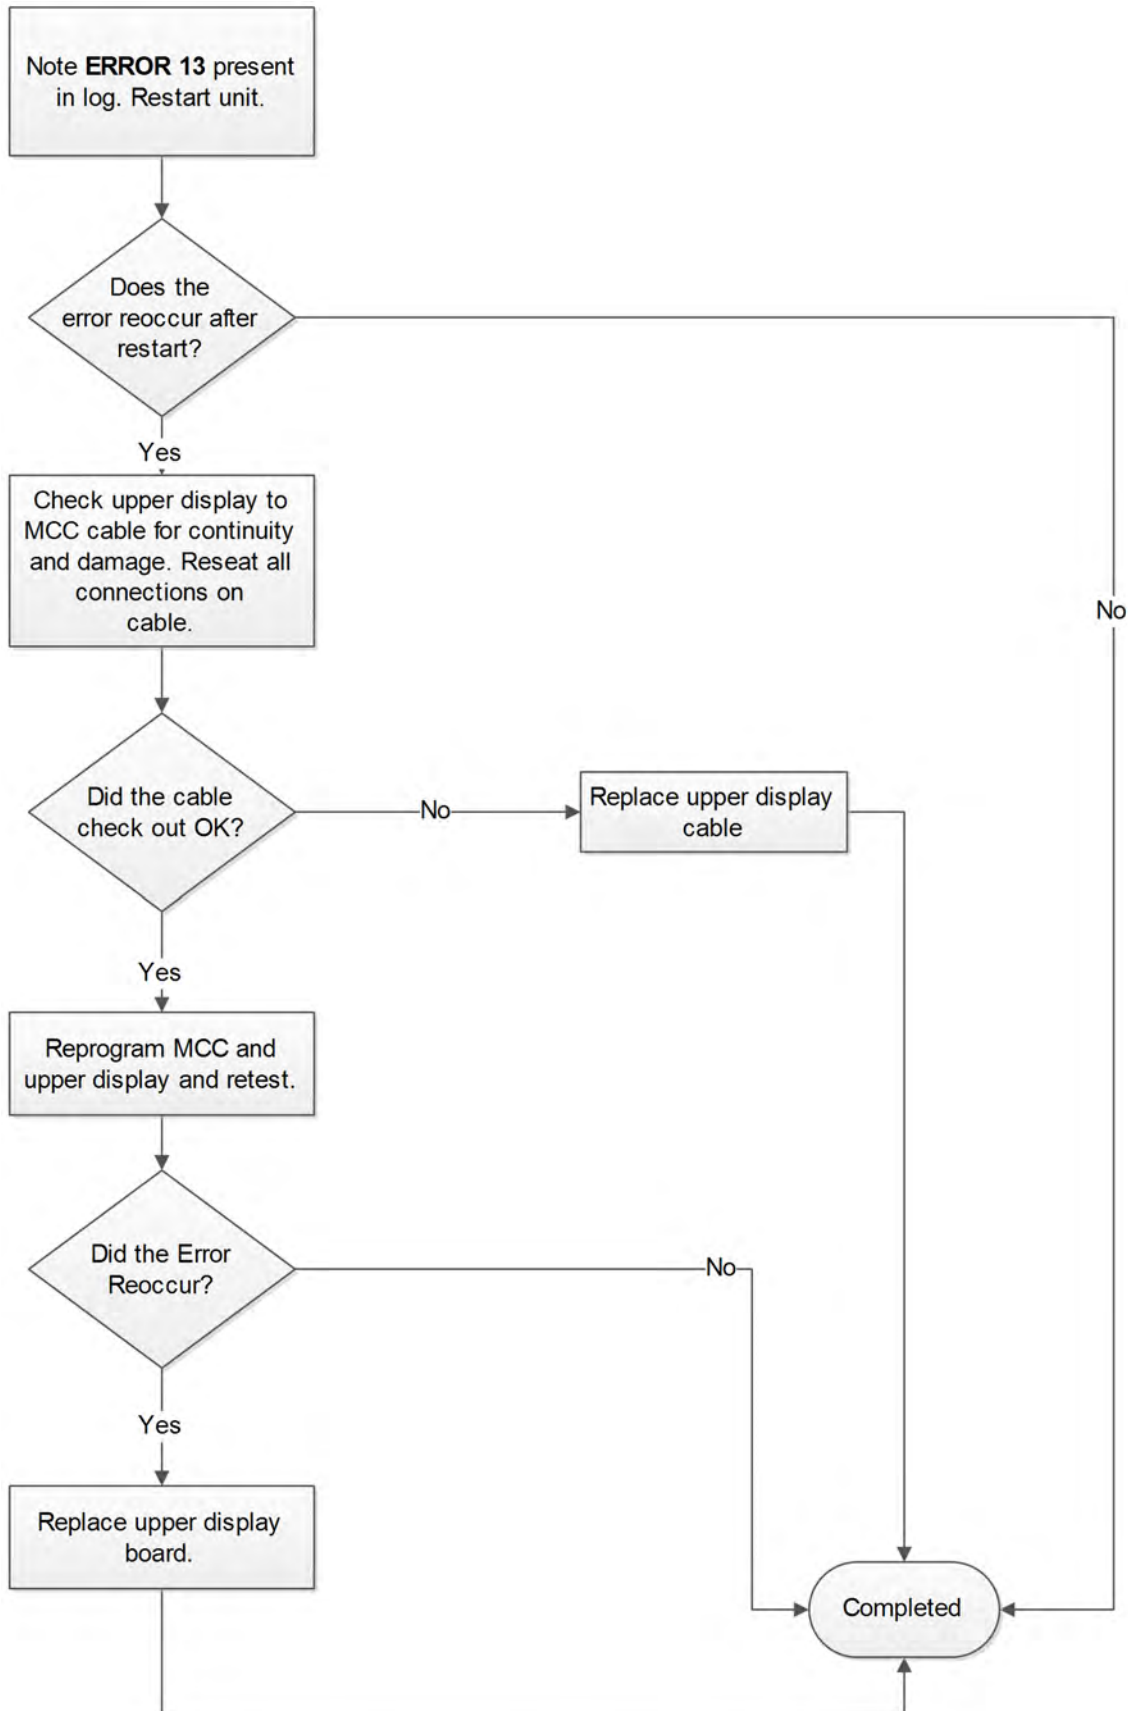 Note ERROR 13 present
in log. Restart unit.
Does the
error reoccur after
restart?
No
Yes
Check upper display to
MCC cable for continuity
and damage. Reseat all
connections on
cable.
Did the cable
check out OK?
No
Replace upper display
cable
Yes
Reprogram MCC and
upper display and retest.
Did the Error
Reoccur?
No
Yes
Replace upper display
board.
Completed